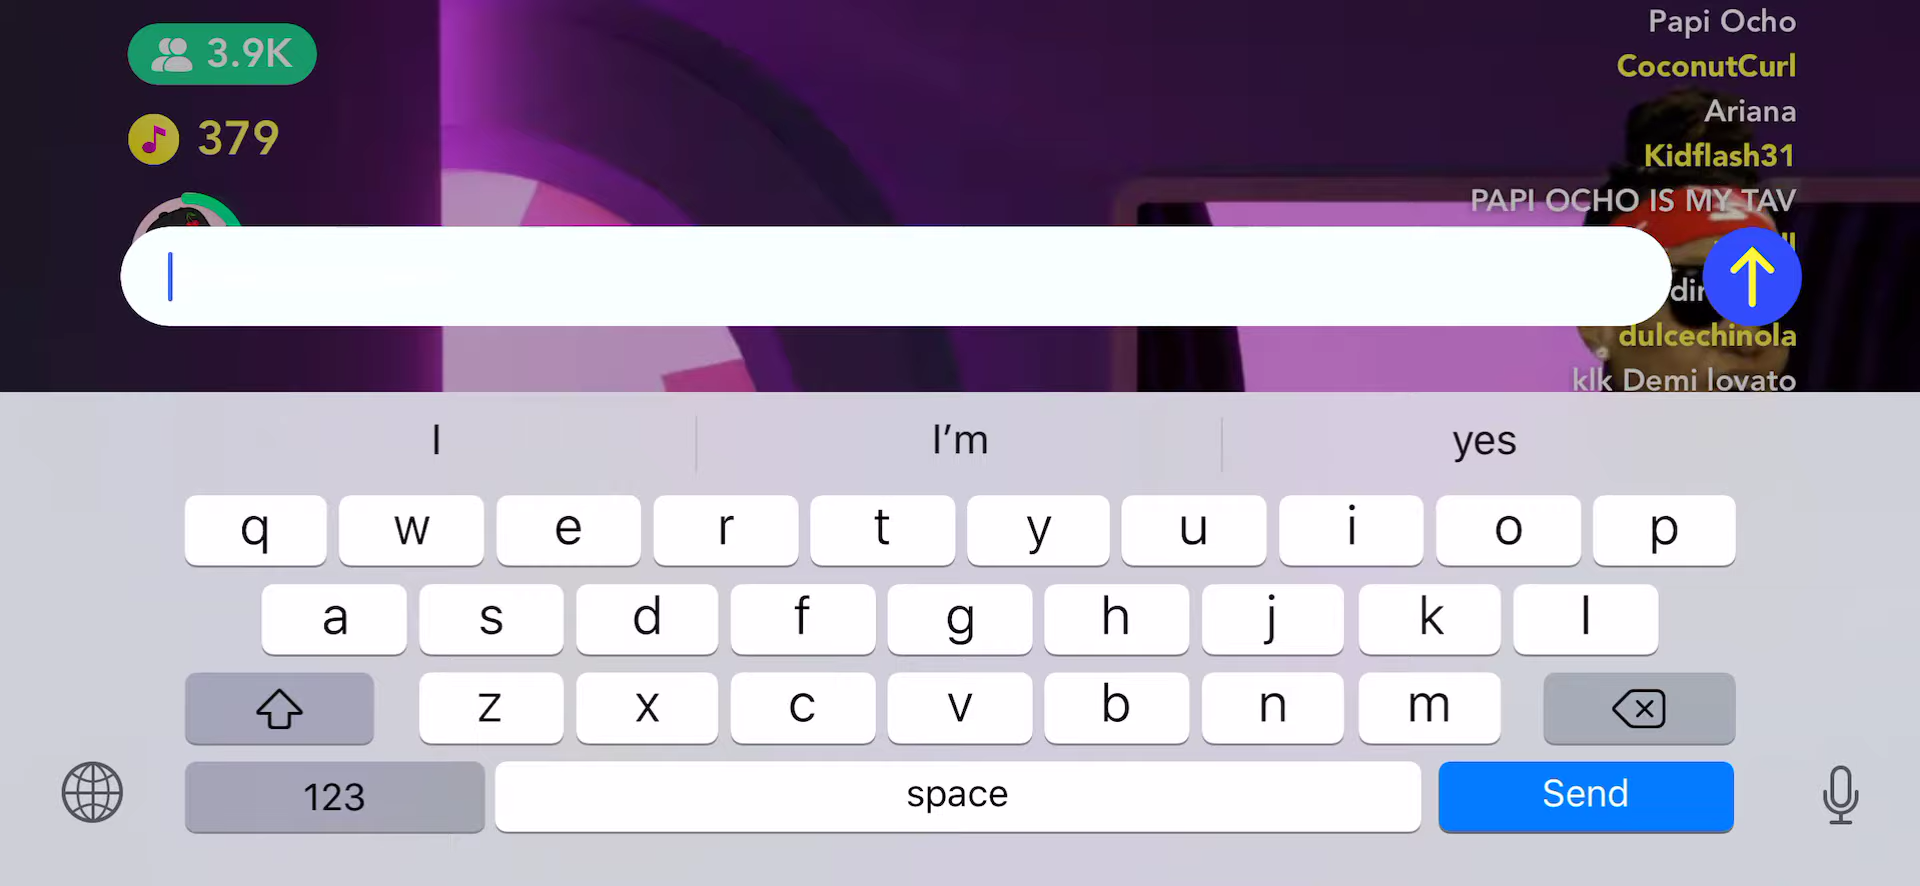 3.9K
379
Papi Ocho
CoconutCurl
Ariana
Kidflash31
PAPI OCHO IS MY TAV
dulcechinola
klk Demi lovato
I
I'm
yes
q w e r t y u i o p
a s d f g h j k l
z x c v b n m
123
space
Send